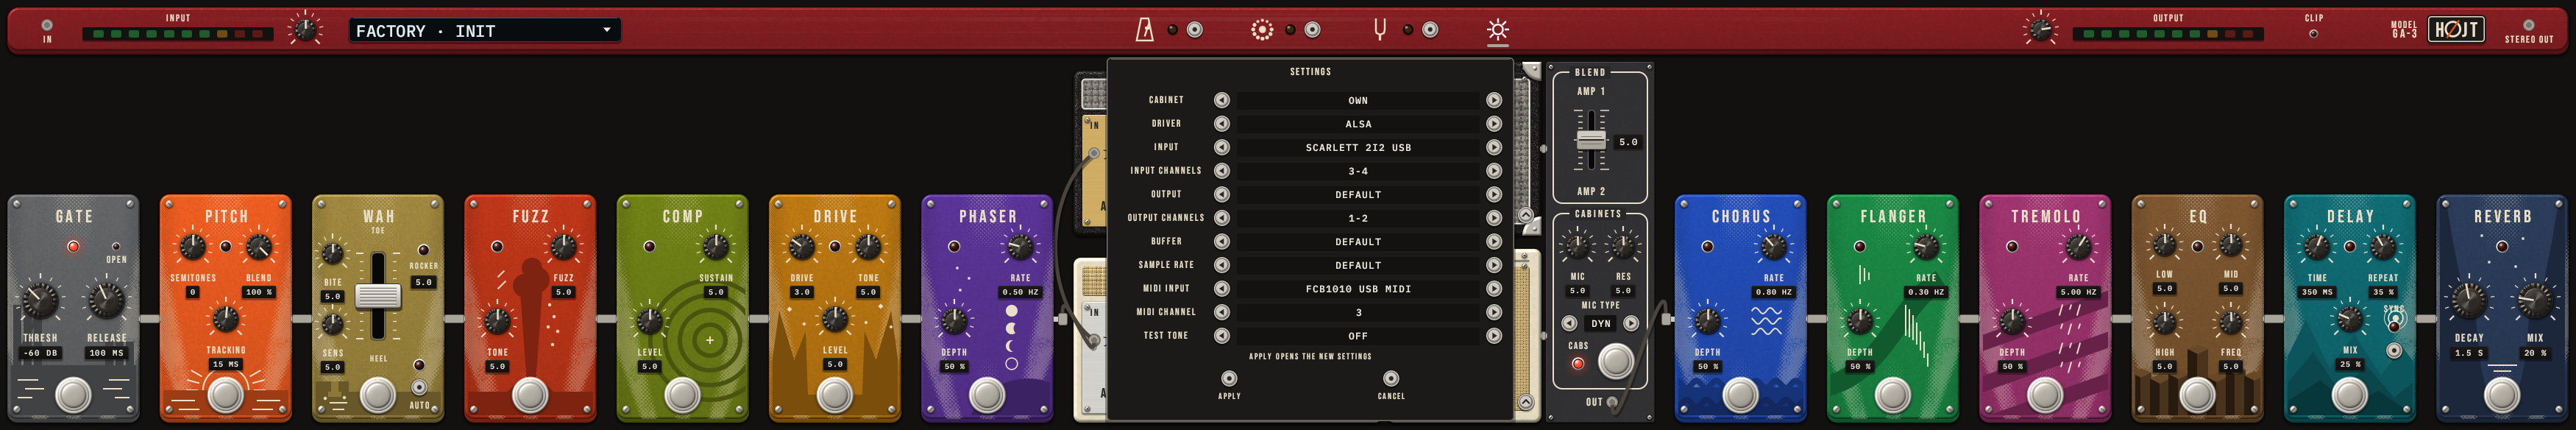 INPUT
IN
FACTORY · INIT
OUTPUT
CLIP
MODEL
GA-3
HØJT
STEREO OUT
SETTINGS
CABINET
OWN
DRIVER
ALSA
INPUT
SCARLETT 2I2 USB
INPUT CHANNELS
3-4
OUTPUT
DEFAULT
OUTPUT CHANNELS
1-2
BUFFER
DEFAULT
SAMPLE RATE
DEFAULT
MIDI INPUT
FCB1010 USB MIDI
MIDI CHANNEL
3
TEST TONE
OFF
APPLY OPENS THE NEW SETTINGS
APPLY
CANCEL
IN
A
IN
A
BLEND
AMP 1
5.0
AMP 2
CABINETS
MIC
RES
5.0
5.0
MIC TYPE
DYN
CABS
OUT
GATE
OPEN
THRESH
RELEASE
-60 DB
100 MS
PITCH
SEMITONES
BLEND
0
100 %
TRACKING
15 MS
WAH
TOE
ROCKER
5.0
BITE
5.0
SENS
5.0
HEEL
AUTO
FUZZ
FUZZ
5.0
TONE
5.0
COMP
SUSTAIN
5.0
LEVEL
5.0
DRIVE
DRIVE
TONE
3.0
5.0
LEVEL
5.0
PHASER
RATE
0.50 HZ
DEPTH
50 %
CHORUS
RATE
0.80 HZ
DEPTH
50 %
FLANGER
RATE
0.30 HZ
DEPTH
50 %
TREMOLO
RATE
5.00 HZ
DEPTH
50 %
EQ
LOW
MID
5.0
5.0
HIGH
FREQ
5.0
5.0
DELAY
TIME
REPEAT
350 MS
35 %
SYNC
MIX
25 %
REVERB
DECAY
MIX
1.5 S
20 %